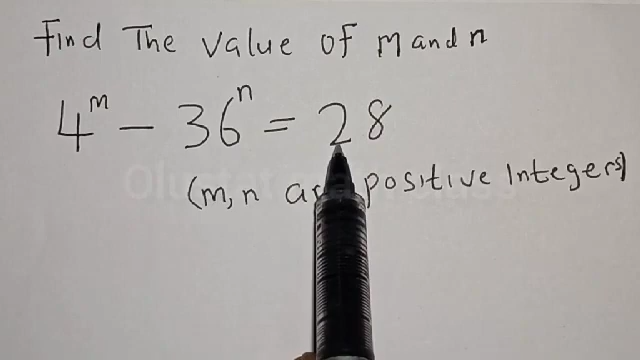 Find The value of m and n
4^m - 36^n = 28
(m, n positive Integers)